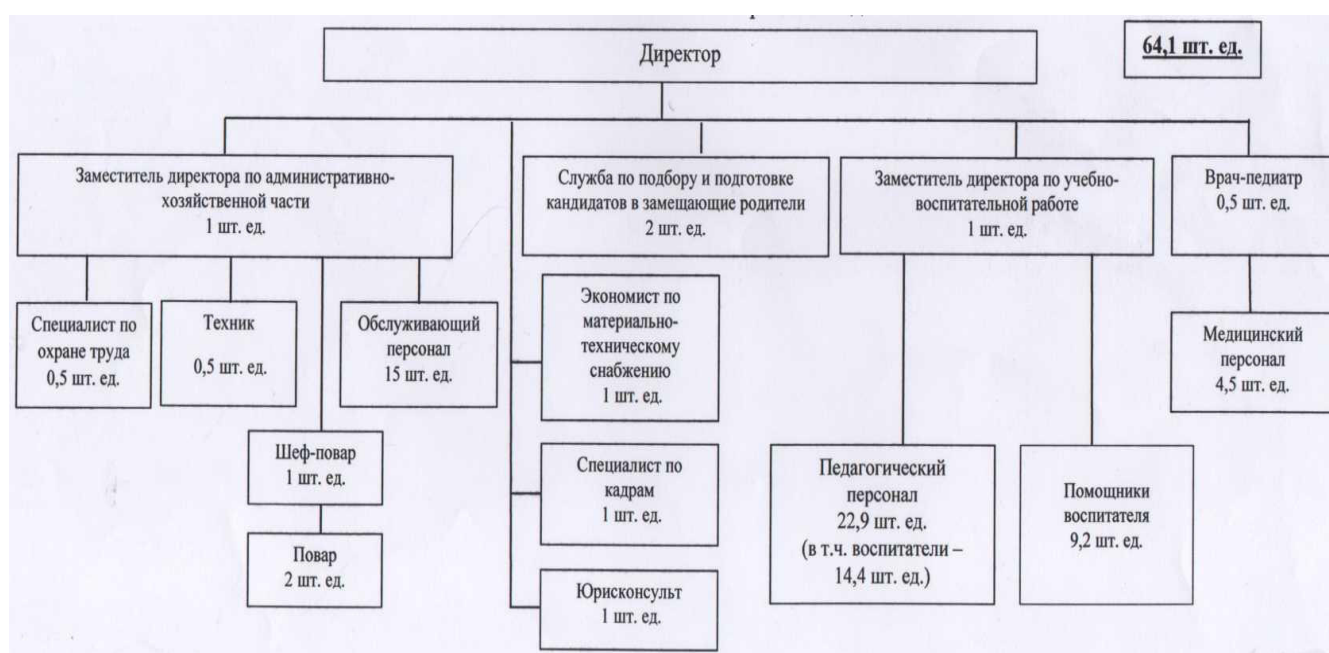 Директор
64,1 шт. ед.
Заместитель директора по административно-
хозяйственной части
1 шт. ед.
Служба по подбору и подготовке
кандидатов в замещающие родители
2 шт. ед.
Заместитель директора по учебно-
воспитательной работе
1 шт. ед.
Врач-педиатр
0,5 шт. ед.
Специалист по
охране труда
0,5 шт. ед.
Техник
0,5 шт. ед.
Обслуживающий
персонал
15 шт. ед.
Экономист по
материально-
техническому
снабжению
1 шт. ед.
Медицинский
персонал
4,5 шт. ед.
Шеф-повар
1 шт. ед.
Специалист по
кадрам
1 шт. ед.
Педагогический
персонал
22,9 шт. ед.
(в т.ч. воспитатели –
14,4 шт. ед.)
Помощники
воспитателя
9,2 шт. ед.
Повар
2 шт. ед.
Юрисконсульт
1 шт. ед.